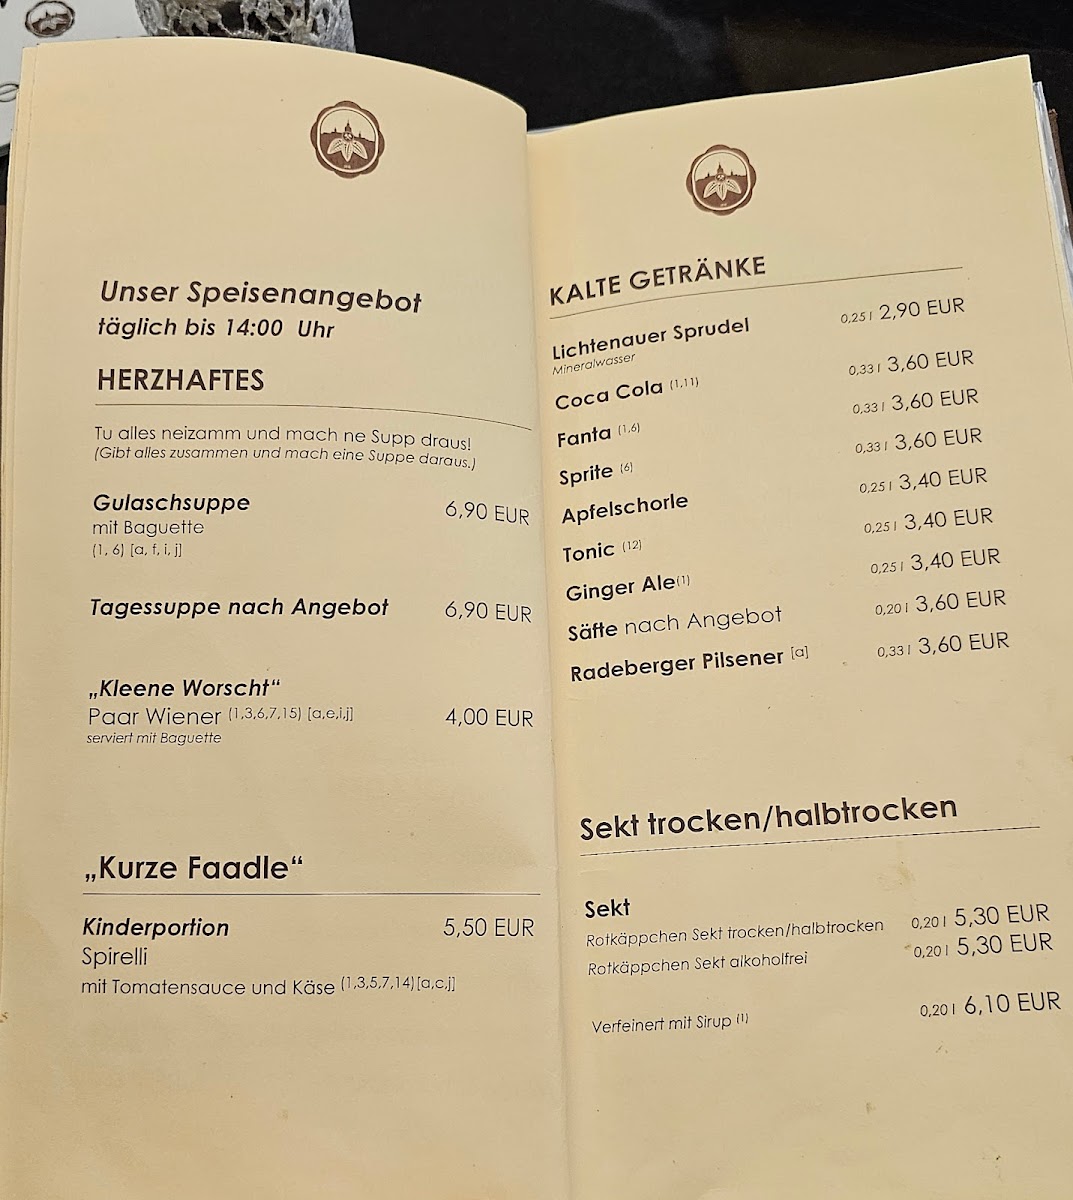 Unser Speisenangebot
täglich bis 14:00 Uhr
HERZHAFTES
Tu alles neizamm und mach ne Supp draus!
(Gibt alles zusammen und mach eine Suppe daraus.)
Gulaschsuppe 6,90 EUR
mit Baguette
(1, 6) [a, f, i, j]
Tagessuppe nach Angebot 6,90 EUR
„Kleene Worscht“
Paar Wiener (1,3,6,7,15) [a,e,i,j] 4,00 EUR
serviert mit Baguette
„Kurze Faadle“
Kinderportion 5,50 EUR
Spirelli
mit Tomatensauce und Käse (1,3,5,7,14)[a,c,j]
KALTE GETRÄNKE
Lichtenauer Sprudel 0,25 l 2,90 EUR
Mineralwasser
Coca Cola (1,11) 0,33 l 3,60 EUR
Fanta (1,6) 0,33 l 3,60 EUR
Sprite (6) 0,33 l 3,60 EUR
Apfelschorle 0,25 l 3,40 EUR
Tonic (12) 0,25 l 3,40 EUR
Ginger Ale(1) 0,25 l 3,40 EUR
Säfte nach Angebot 0,20 l 3,60 EUR
Radeberger Pilsener [a] 0,33 l 3,60 EUR
Sekt trocken/halbtrocken
Sekt
Rotkäppchen Sekt trocken/halbtrocken 0,20 l 5,30 EUR
Rotkäppchen Sekt alkoholfrei 0,20 l 5,30 EUR
Verfeinert mit Sirup (1) 0,20 l 6,10 EUR